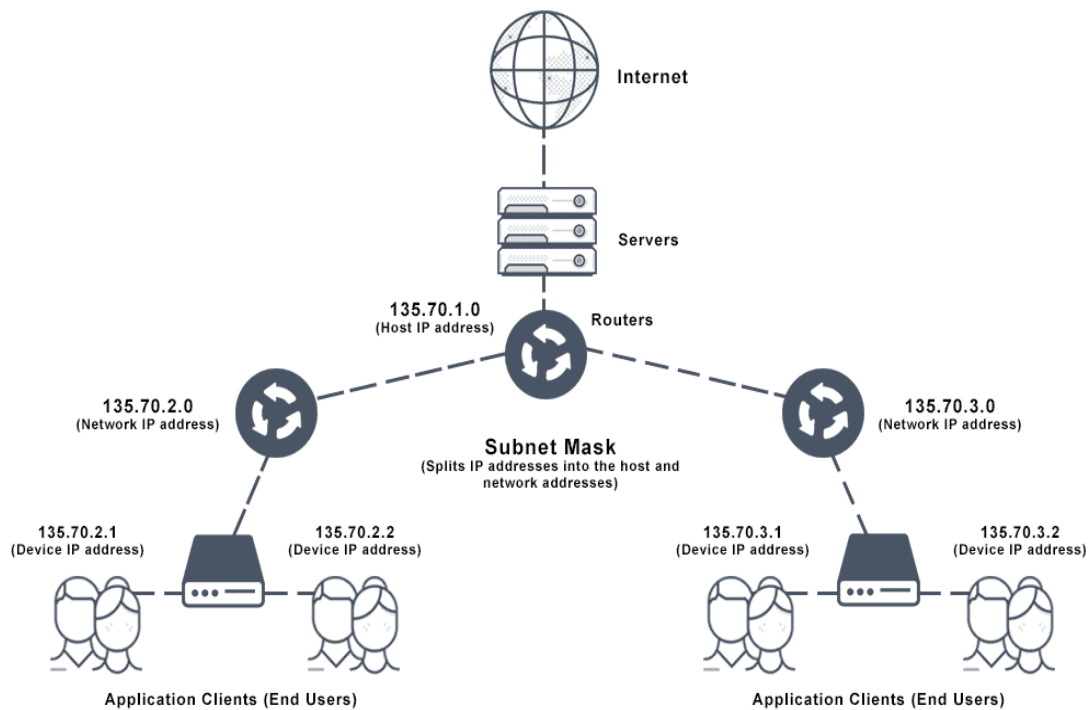 Internet
Servers
135.70.1.0
(Host IP address)
Routers
135.70.2.0
(Network IP address)
135.70.3.0
(Network IP address)
Subnet Mask
(Splits IP addresses into the host and
network addresses)
135.70.2.1
(Device IP address)
135.70.2.2
(Device IP address)
135.70.3.1
(Device IP address)
135.70.3.2
(Device IP address)
Application Clients (End Users)
Application Clients (End Users)